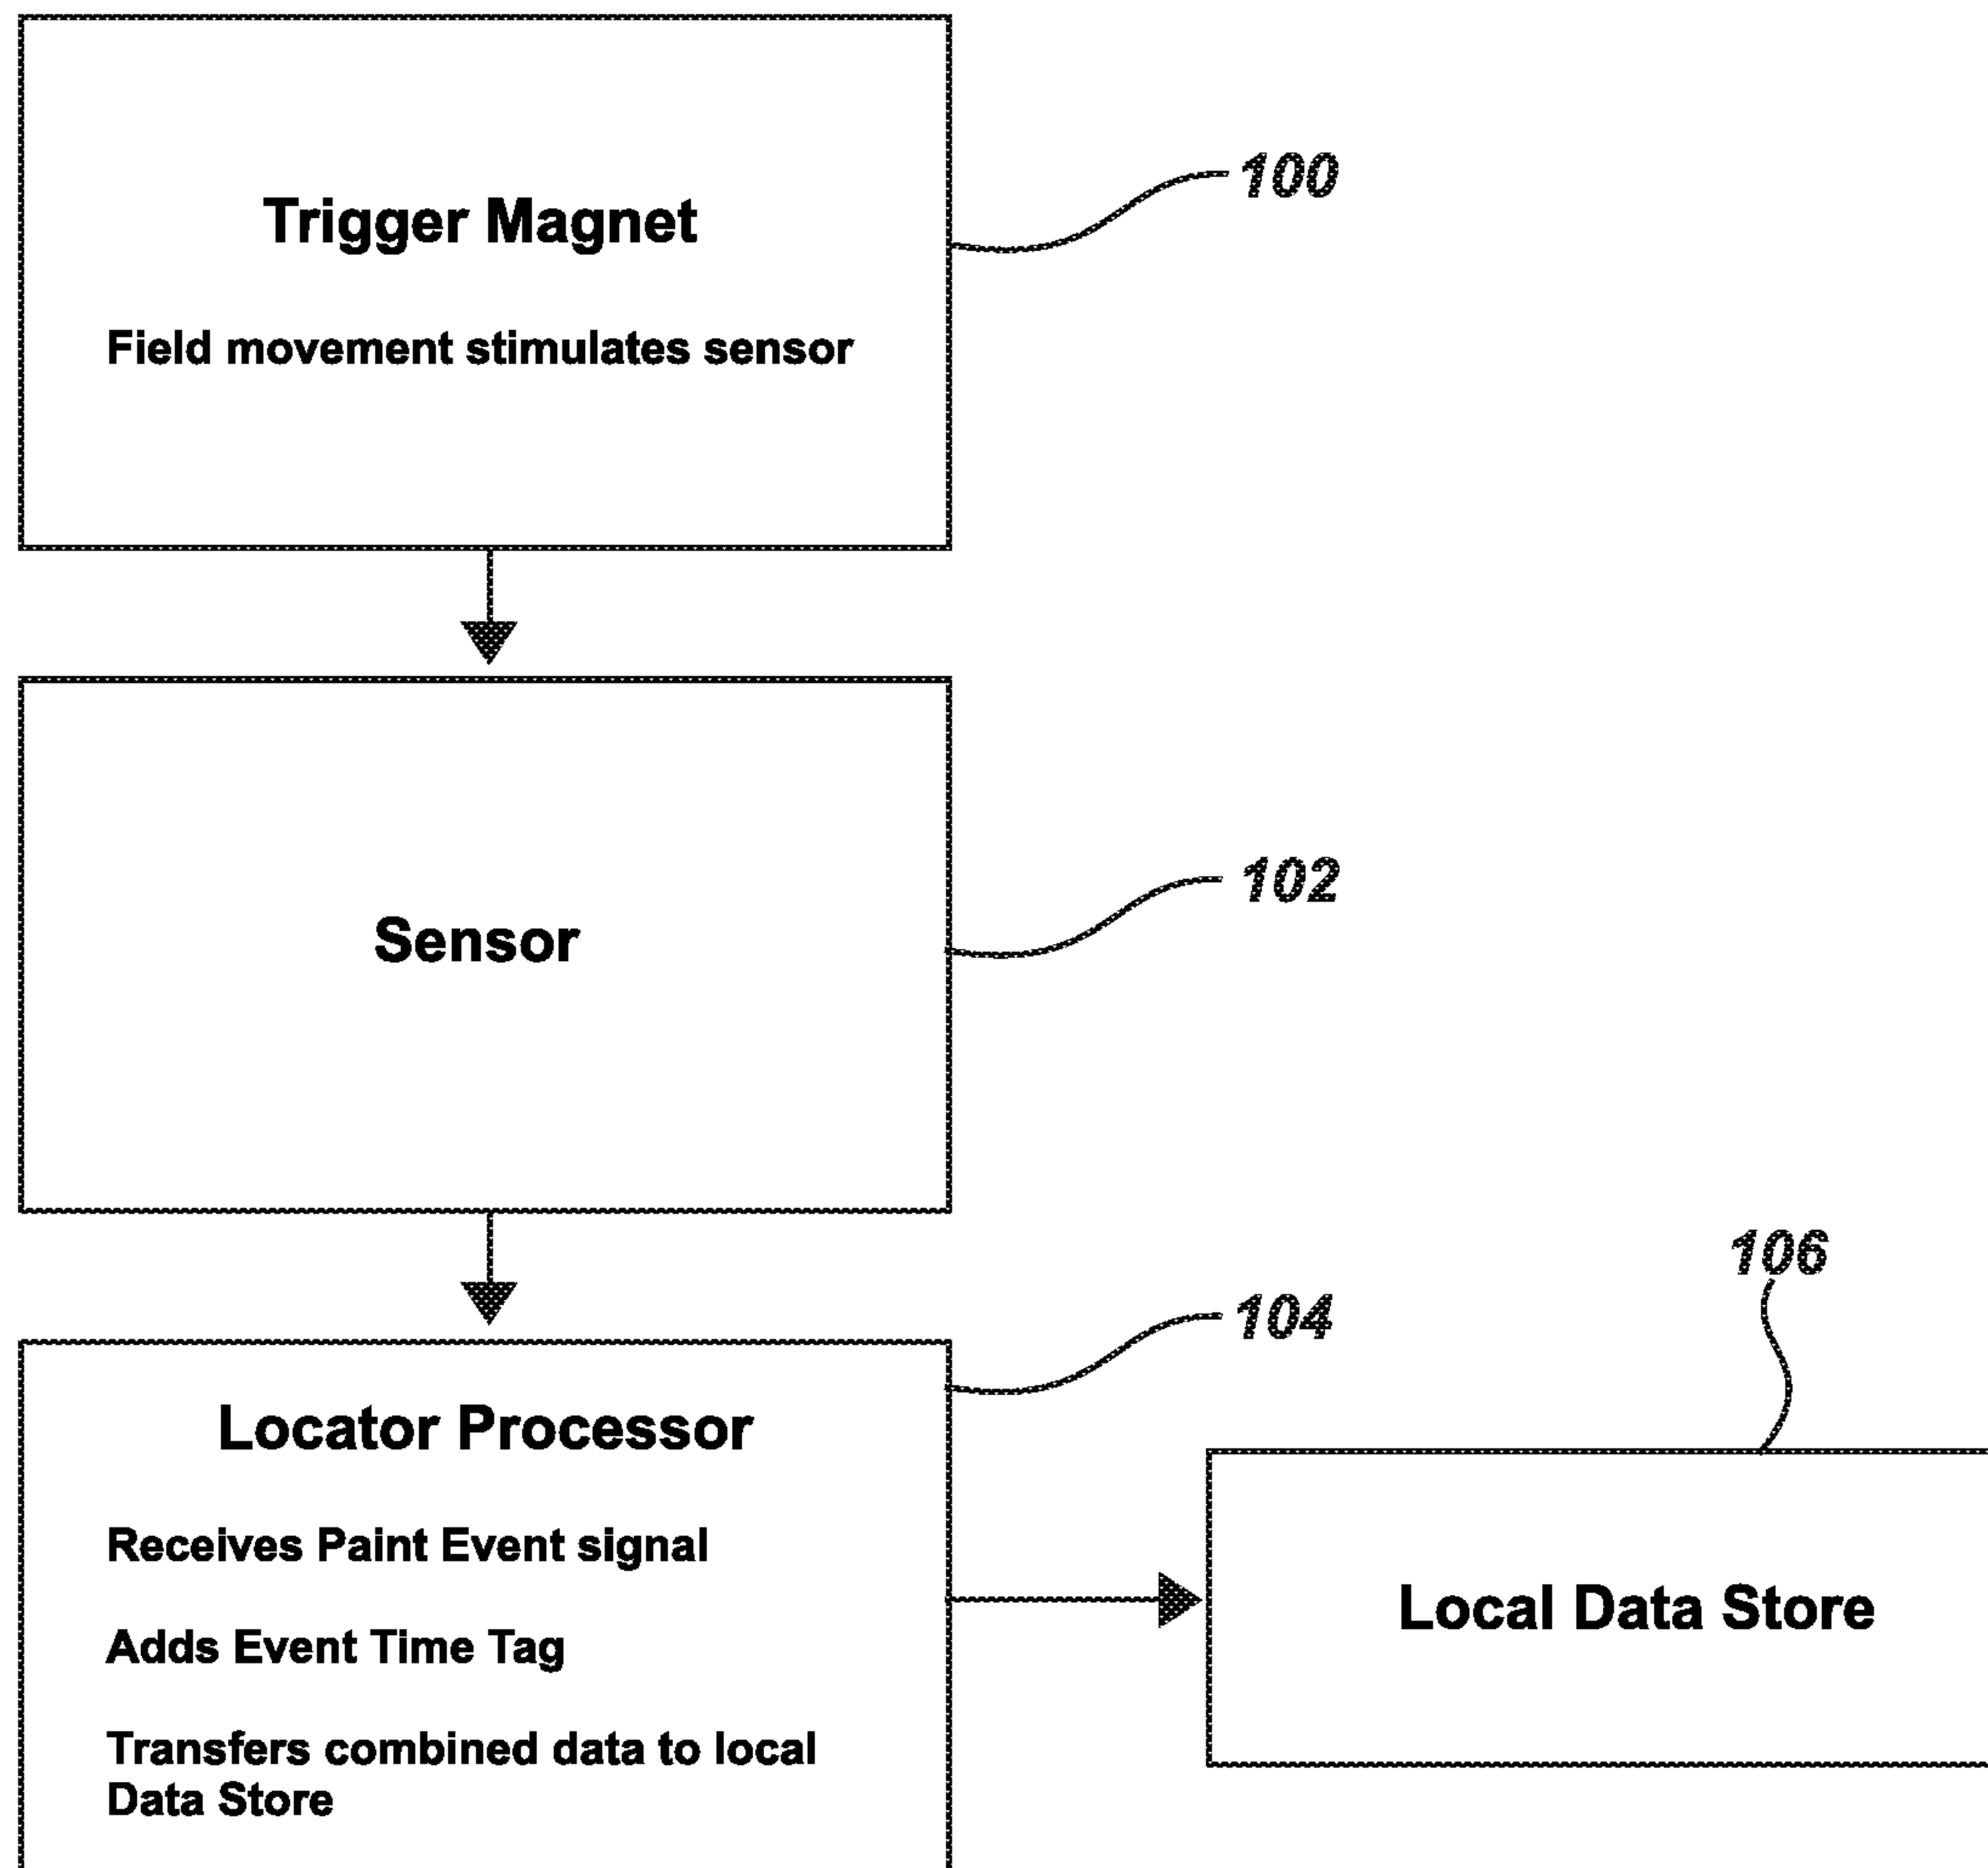 Trigger Magnet
100
Field movement stimulates sensor
Sensor
102
106
104
Locator Processor
Receives Paint Event signal
Local Data Store
Adds Event Time Tag
Transfers combined data to local
Data Store